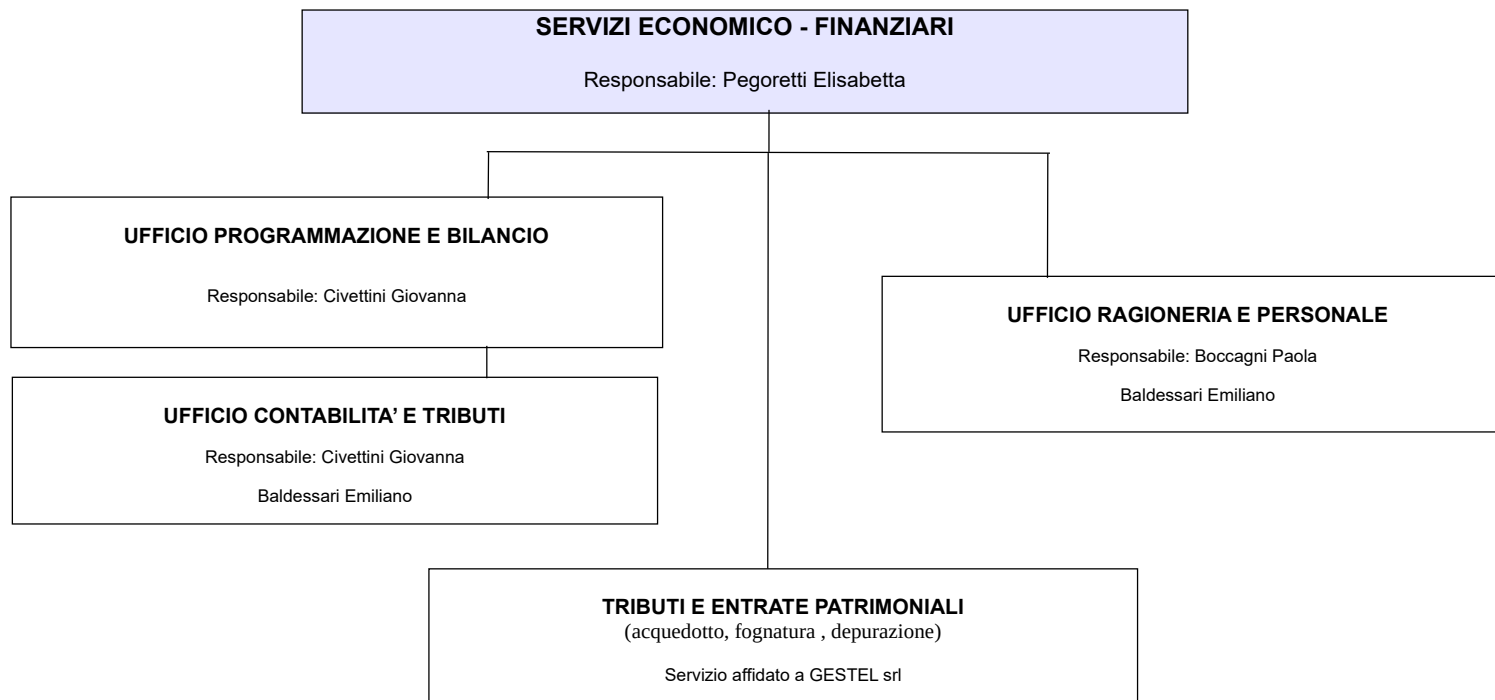 SERVIZI ECONOMICO - FINANZIARI
Responsabile: Pegoretti Elisabetta
UFFICIO PROGRAMMAZIONE E BILANCIO
Responsabile: Civettini Giovanna
UFFICIO CONTABILITA’ E TRIBUTI
Responsabile: Civettini Giovanna
Baldessari Emiliano
UFFICIO RAGIONERIA E PERSONALE
Responsabile: Boccagni Paola
Baldessari Emiliano
TRIBUTI E ENTRATE PATRIMONIALI
(acquedotto, fognatura , depurazione)
Servizio affidato a GESTEL srl